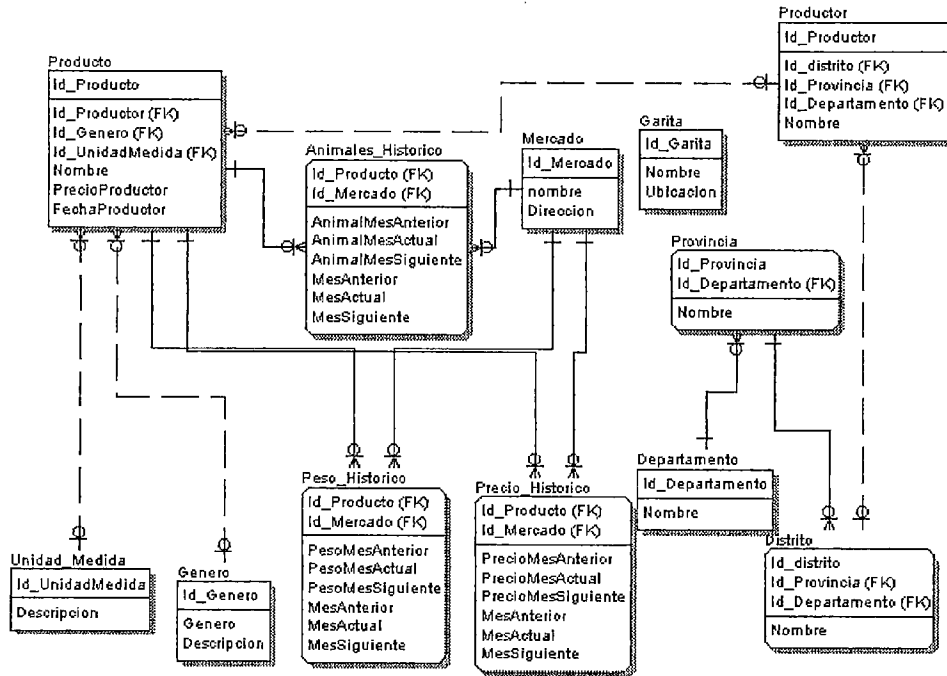 Producto
Id_Producto
Id_Productor (FK)
Id_Genero (FK)
Id_UnidadMedida (FK)
Nombre
PrecioProductor
FechaProductor
Animales_Historico
Id_Producto (FK)
Id_Mercado (FK)
AnimalMesAnterior
AnimalMesActual
AnimalMesSiguiente
MesAnterior
MesActual
MesSiguiente
Mercado
Id_Mercado
nombre
Direccion
Garita
Id_Garita
Nombre
Ubicacion
Productor
Id_Productor
Id_distrito (FK)
Id_Provincia (FK)
Id_Departamento (FK)
Nombre
Provincia
Id_Provincia
Id_Departamento (FK)
Nombre
Departamento
Id_Departamento
Nombre
Distrito
Id_distrito
Id_Provincia (FK)
Id_Departamento (FK)
Nombre
Unidad_Medida
Id_UnidadMedida
Descripcion
Genero
Id_Genero
Genero
Descripcion
Peso_Historico
Id_Producto (FK)
Id_Mercado (FK)
PesoMesAnterior
PesoMesActual
PesoMesSiguiente
MesAnterior
MesActual
MesSiguiente
Precio_Historico
Id_Producto (FK)
Id_Mercado (FK)
PrecioMesAnterior
PrecioMesActual
PrecioMesSiguiente
MesAnterior
MesActual
MesSiguiente